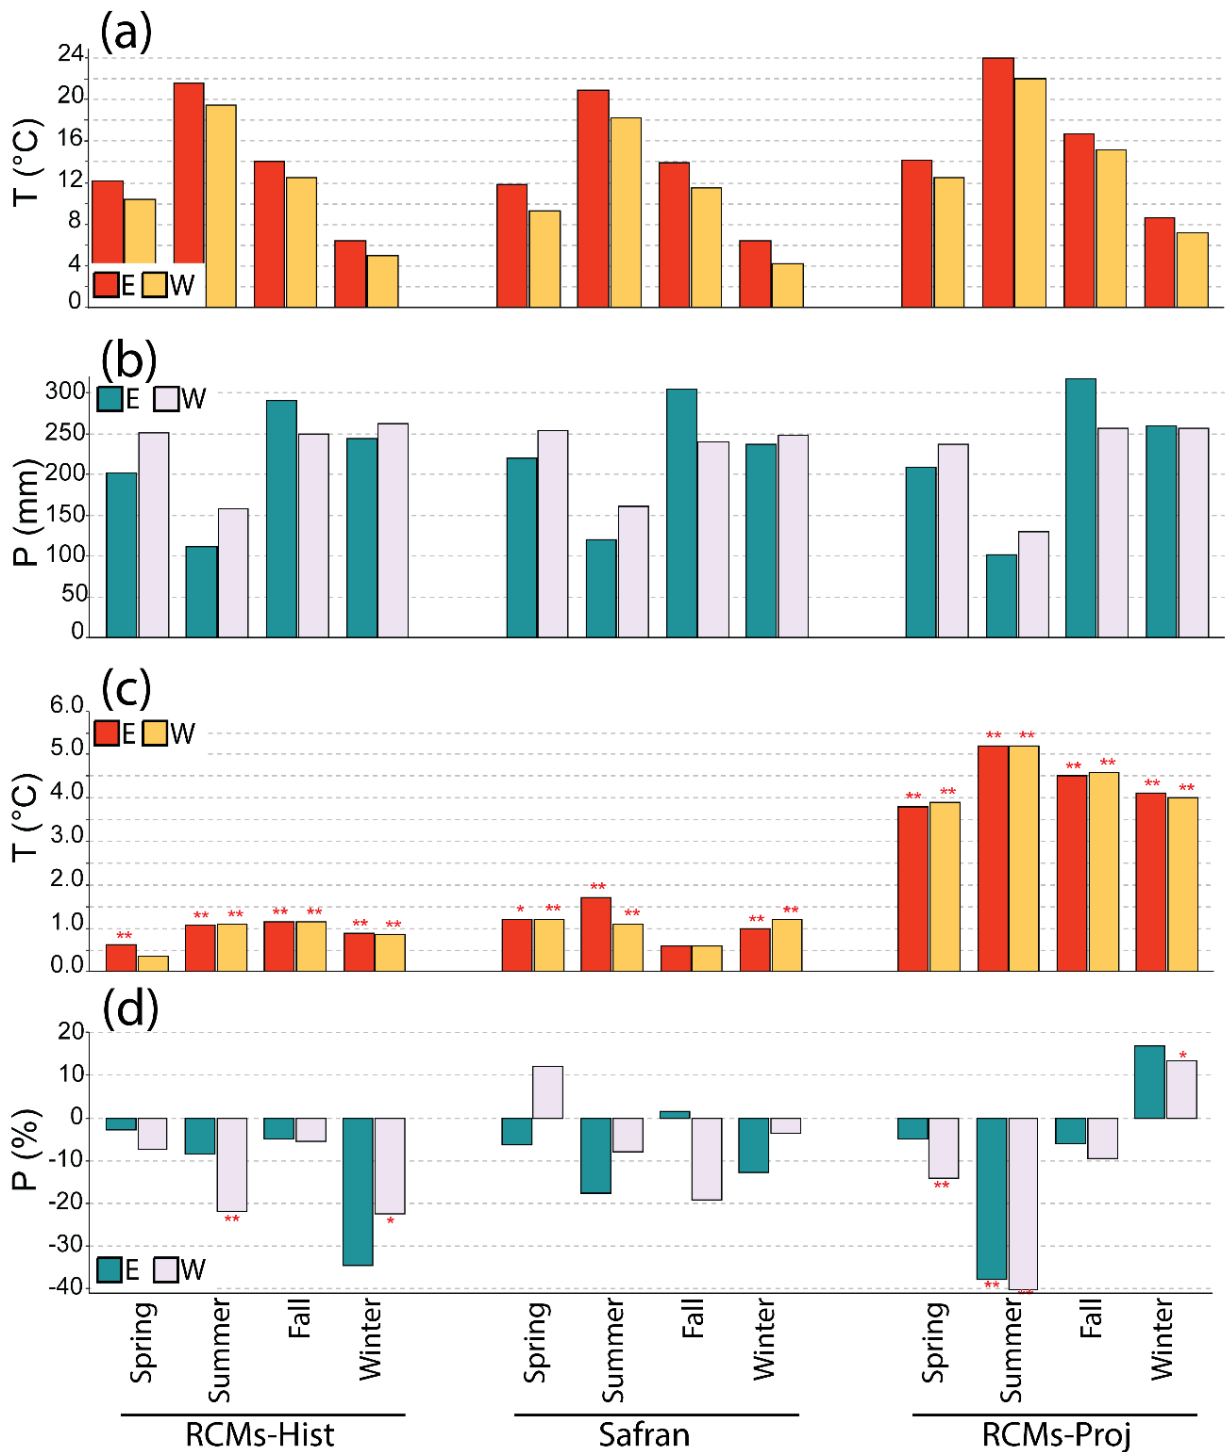 (a)
24
20
16
12
8
4
0
T (°C)
E W
(b)
300
250
200
150
100
50
0
P (mm)
E W
(c)
6.0
5.0
4.0
3.0
2.0
1.0
0.0
T (°C)
E W
** ** ** ** ** ** **
* ** ** ** ** **
** ** ** ** ** ** ** **
(d)
20
10
0
-10
-20
-30
-40
P (%)
E W
** * ** ** ** *
Spring Summer Fall Winter Spring Summer Fall Winter Spring Summer Fall Winter
RCMs-Hist Safran RCMs-Proj